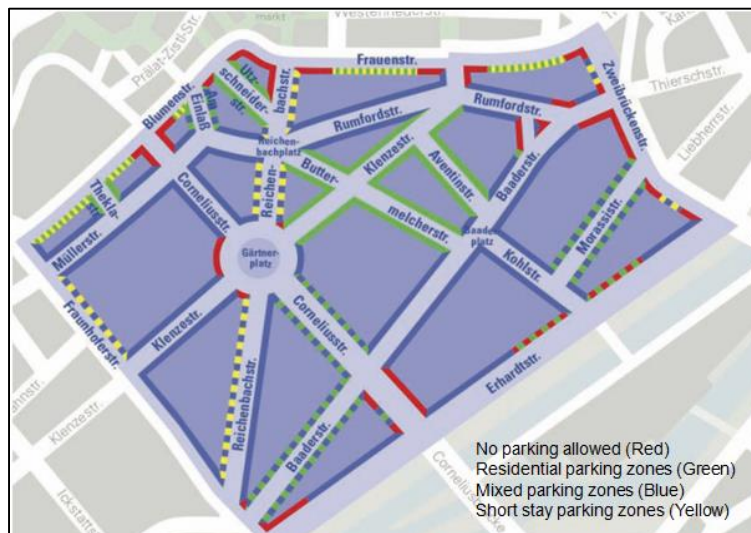 markt
Westenriederstr.
Prälat-Zistl-Str.
Frauenstr.
Utz-
schneider-
str.
bachstr.
Blumenstr.
Am
Einlaß
Rumfordstr.
Rumfordstr.
Zweibrückenstr.
Thierschstr.
Liebherrstr.
Reichen-
bachplatz
Butter-
melcherstr.
Klenzestr.
Aventinstr.
Baaderstr.
Thekla-
str.
Müllerstr.
Corneliusstr.
Reichen-
Gärtner-
platz
Baader-
platz
Kohlstr.
Morassistr.
Fraunhoferstr.
Klenzestr.
Corneliusstr.
Erhardtstr.
Klenzestr.
Reichenbachstr.
Baaderstr.
No parking allowed (Red)
Residential parking zones (Green)
Mixed parking zones (Blue)
Short stay parking zones (Yellow)